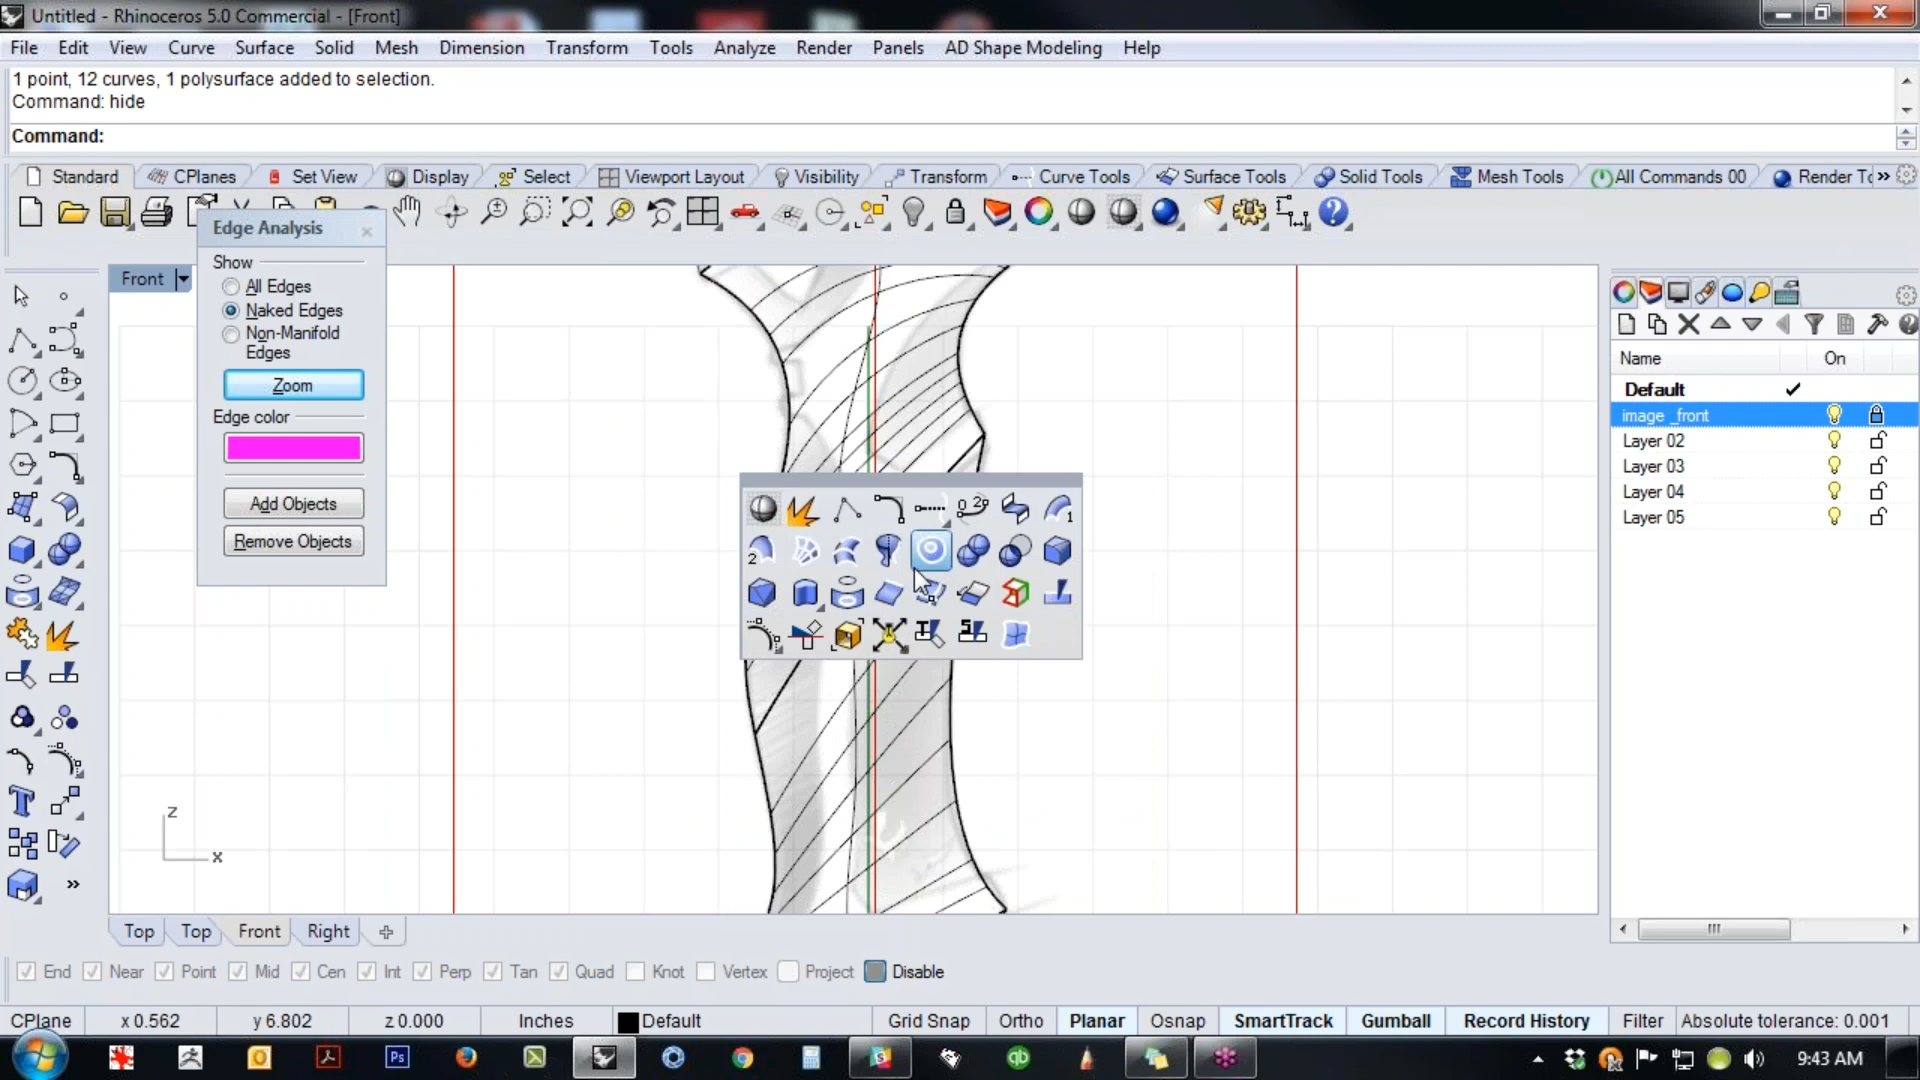 Untitled - Rhinoceros 5.0 Commercial - [Front]
File Edit View Curve Surface Solid Mesh Dimension Transform Tools Analyze Render Panels AD Shape Modeling Help
1 point, 12 curves, 1 polysurface added to selection.
Command: hide
Command:
Standard CPlanes Set View Display Select Viewport Layout Visibility Transform Curve Tools Surface Tools Solid Tools Mesh Tools All Commands 00 Render To »
Edge Analysis
Show
All Edges
Naked Edges
Non-Manifold
Edges
Zoom
Edge color
Add Objects
Remove Objects
Front
z
x
Name On
Default
image _front
Layer 02
Layer 03
Layer 04
Layer 05
Top Top Front Right
End Near Point Mid Cen Int Perp Tan Quad Knot Vertex Project Disable
CPlane x 0.562 y 6.802 z 0.000 Inches Default Grid Snap Ortho Planar Osnap SmartTrack Gumball Record History Filter Absolute tolerance: 0.001
Ps
qb
9:43 AM